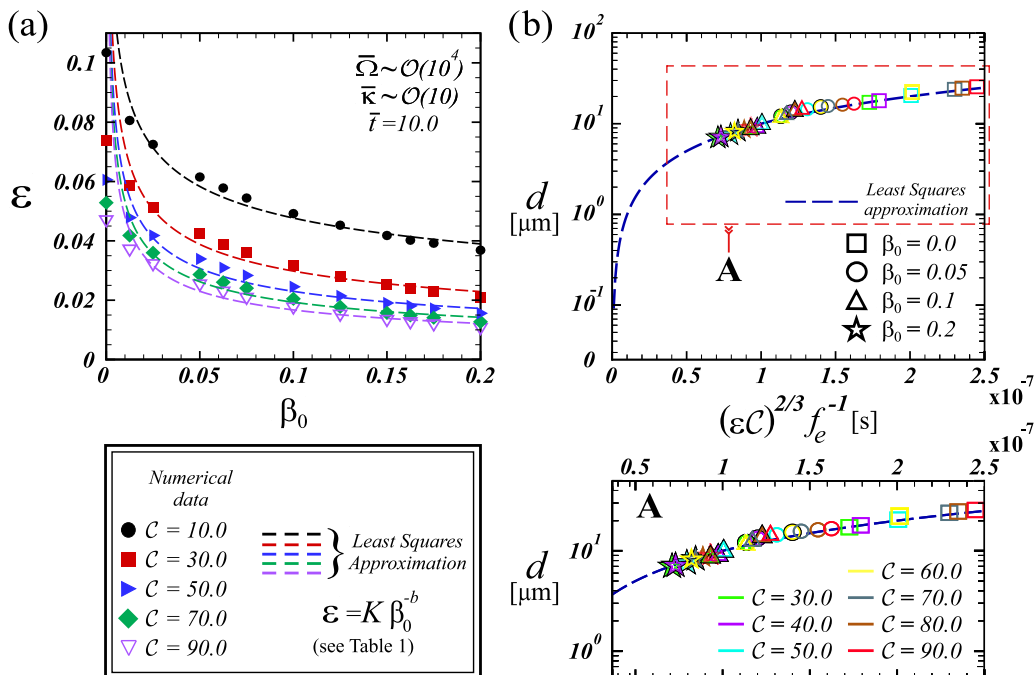 (a)
0.1
0.08
0.06
0.04
0.02
0
ε
Ω̅ ~ O(10⁴)
κ̅ ~ O(10)
t̅ = 10.0
0 0.05 0.1 0.15 0.2
β₀
Numerical
data
C = 10.0
C = 30.0
C = 50.0
C = 70.0
C = 90.0
Least Squares
Approximation
ε = K β₀⁻ᵇ
(see Table 1)
(b)
10²
10¹
10⁰
10¹
0
d
[μm]
Least Squares
approximation
A
β₀ = 0.0
β₀ = 0.05
β₀ = 0.1
β₀ = 0.2
0 0.5 1 1.5 2 2.5
x10⁻⁷
(εC)^2/3 fₑ⁻¹ [s]
x10⁻⁷
0.5 1 1.5 2 2.5
A
10¹
10⁰
d
[μm]
C = 30.0
C = 40.0
C = 50.0
C = 60.0
C = 70.0
C = 80.0
C = 90.0